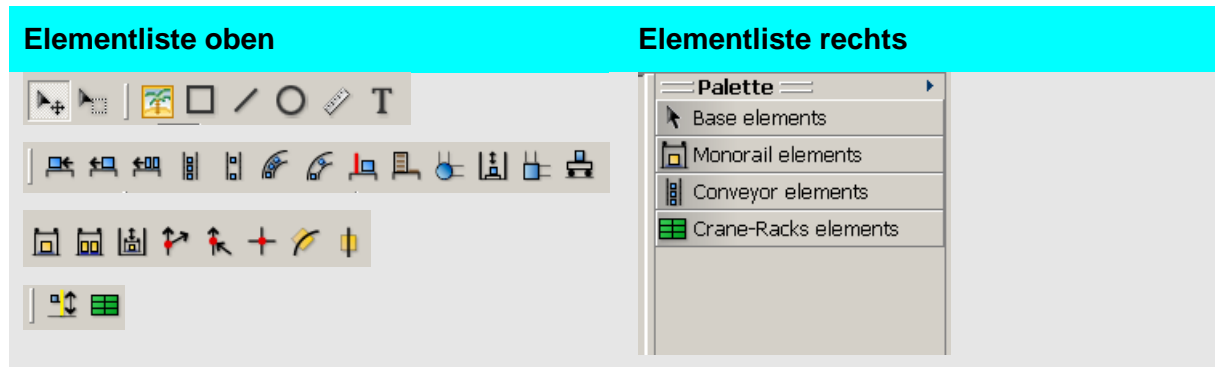 Elementliste oben
Elementliste rechts
T
Palette
Base elements
Monorail elements
Conveyor elements
Crane-Racks elements